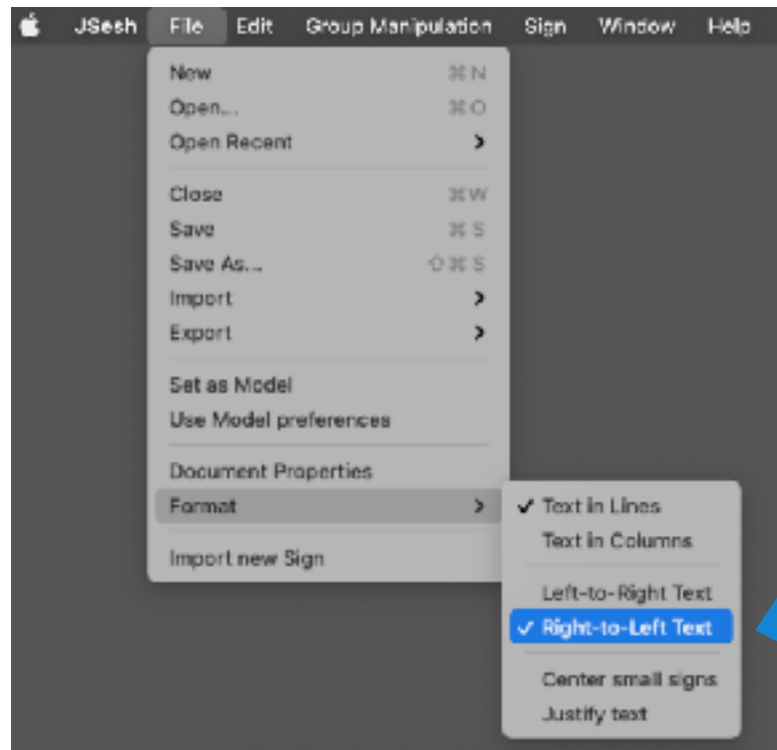 JSesh File Edit Group Manipulation Sign Window Help
New ⌘N
Open... ⌘O
Open Recent >
Close ⌘W
Save ⌘S
Save As... ⇧⌘S
Import >
Export >
Set as Model
Use Model preferences
Document Properties
Format >
Import new Sign
✓ Text in Lines
Text in Columns
Left-to-Right Text
✓ Right-to-Left Text
Center small signs
Justify text